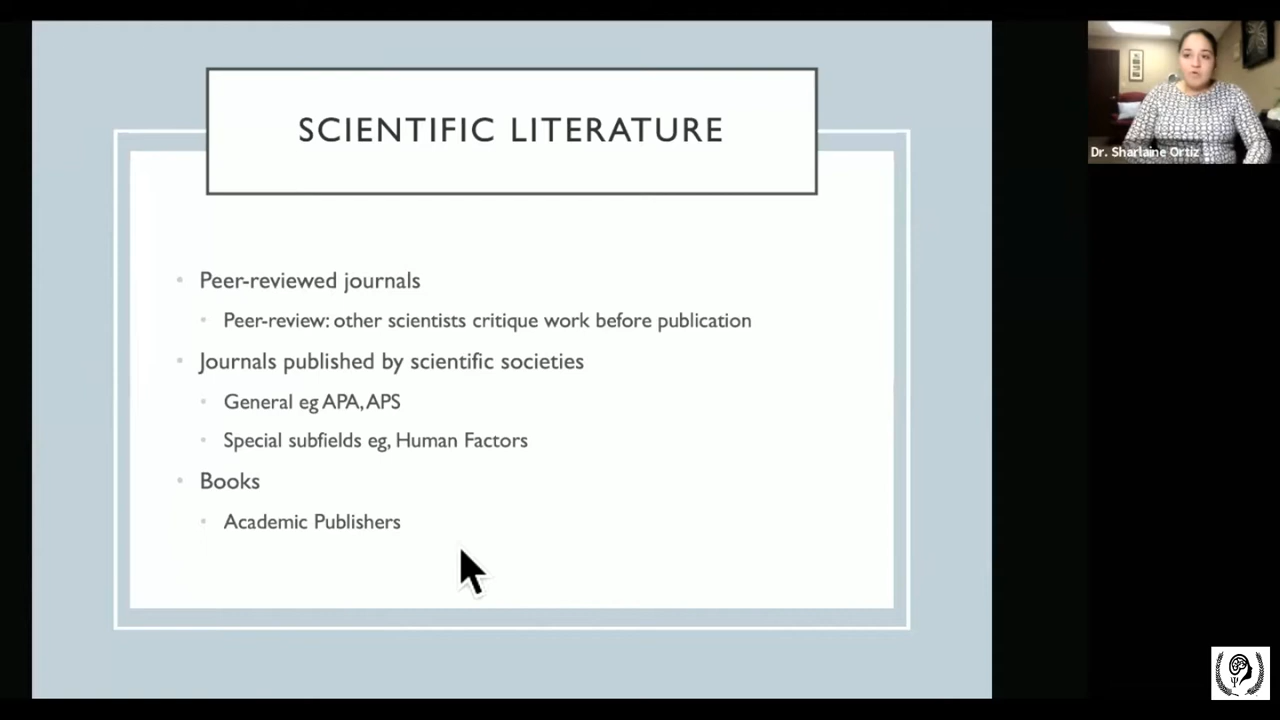 SCIENTIFIC LITERATURE
Peer-reviewed journals
Peer-review: other scientists critique work before publication
Journals published by scientific societies
General eg APA, APS
Special subfields eg, Human Factors
Books
Academic Publishers
Dr. Sharlaine Ortiz
Ψ